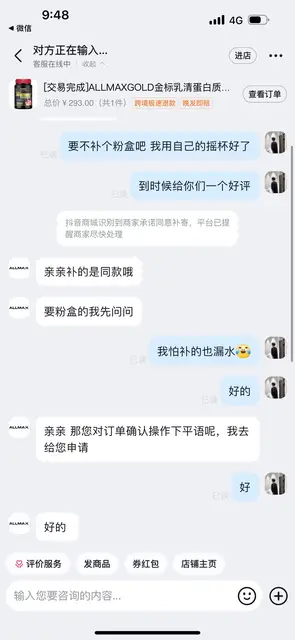 9:48
4G
微信
对方正在输入...
客服在线中 | 收起
进店
[交易完成]ALLMAXGOLD金标乳清蛋白质...
总价 ¥ 293.00（共1件） 跨境极速退款 晚发即赔
查看订单
要不补个粉盒吧 我用自己的摇杯好了
已读
到时候给你们一个好评
已读
抖音商城识别到商家承诺同意补寄，平台已提
醒商家尽快处理
ALLMAX
亲亲补的是同款哦
ALLMAX
要粉盒的我先问问
我怕补的也漏水😭
已读
好的
已读
ALLMAX
亲亲 那您对订单确认操作下平语呢，我去
给您申请
好
已读
ALLMAX
好的
评价服务
发商品
券红包
店铺主页
输入您要咨询的内容...